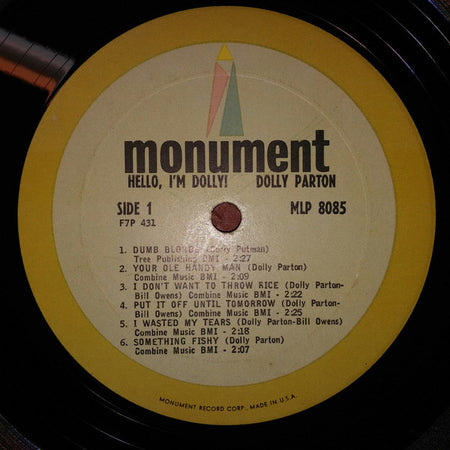 monument
HELLO, I'M DOLLY! DOLLY PARTON
SIDE 1 MLP 8085
F7P 431
1. DUMB BLONDE (Curly Putman)
Tree Publishing BMI - 2:27
2. YOUR OLE HANDY MAN (Dolly Parton)
Combine Music BMI - 2:09
3. I DON'T WANT TO THROW RICE (Dolly Parton-
Bill Owens) Combine Music BMI - 2:22
4. PUT IT OFF UNTIL TOMORROW (Dolly Parton-
Bill Owens) Combine Music BMI - 2:25
5. I WASTED MY TEARS (Dolly Parton-Bill Owens)
Combine Music BMI - 2:18
6. SOMETHING FISHY (Dolly Parton)
Combine Music BMI - 2:07
MONUMENT RECORD CORP. MADE IN U.S.A.